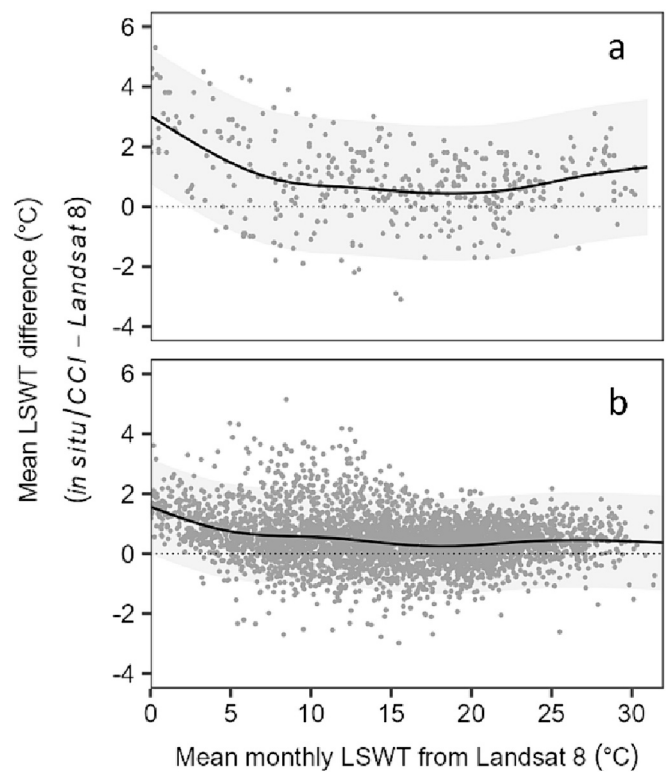 6
4
2
0
-2
-4
a
6
4
2
0
-2
-4
b
Mean LSWT difference (°C)
(in situ/CCI – Landsat 8)
0 5 10 15 20 25 30
Mean monthly LSWT from Landsat 8 (°C)